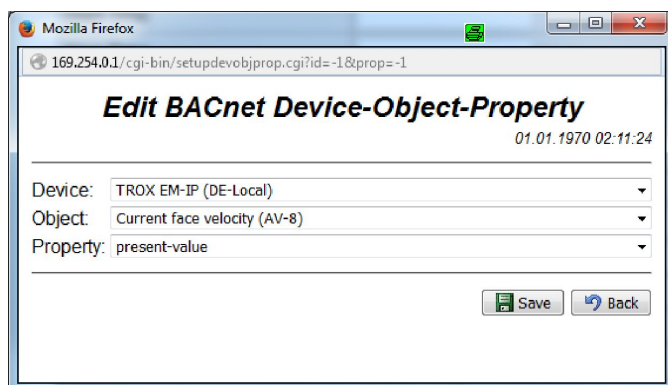 Mozilla Firefox
169.254.0.1/cgi-bin/setupdevobjprop.cgi?id=-1&prop=-1
Edit BACnet Device-Object-Property
01.01.1970 02:11:24
Device: TROX EM-IP (DE-Local)
Object: Current face velocity (AV-8)
Property: present-value
Save Back